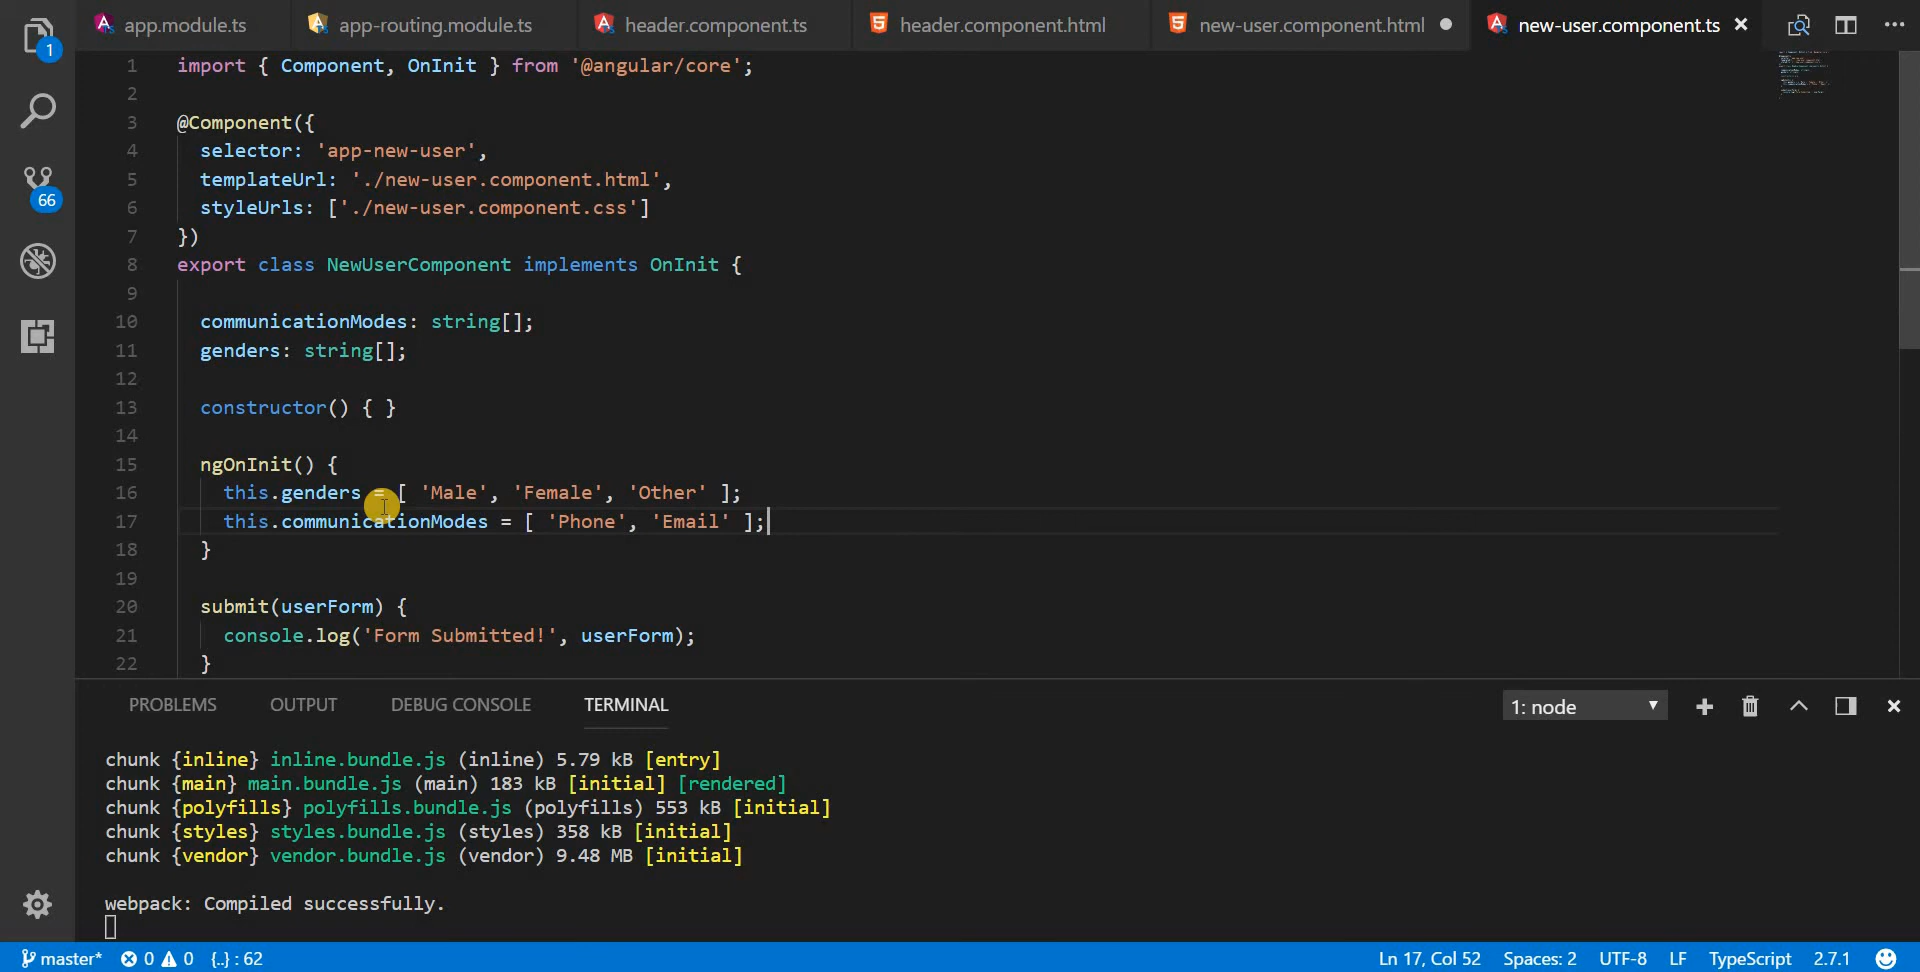 app.module.ts app-routing.module.ts header.component.ts header.component.html new-user.component.html new-user.component.ts
1
66
1 import { Component, OnInit } from '@angular/core';
2
3 @Component({
4 selector: 'app-new-user',
5 templateUrl: './new-user.component.html',
6 styleUrls: ['./new-user.component.css']
7 })
8 export class NewUserComponent implements OnInit {
9
10 communicationModes: string[];
11 genders: string[];
12
13 constructor() { }
14
15 ngOnInit() {
16 this.genders = [ 'Male', 'Female', 'Other' ];
17 this.communicationModes = [ 'Phone', 'Email' ];
18 }
19
20 submit(userForm) {
21 console.log('Form Submitted!', userForm);
22 }
PROBLEMS OUTPUT DEBUG CONSOLE TERMINAL 1: node
chunk {inline} inline.bundle.js (inline) 5.79 kB [entry]
chunk {main} main.bundle.js (main) 183 kB [initial] [rendered]
chunk {polyfills} polyfills.bundle.js (polyfills) 553 kB [initial]
chunk {styles} styles.bundle.js (styles) 358 kB [initial]
chunk {vendor} vendor.bundle.js (vendor) 9.48 MB [initial]
webpack: Compiled successfully.
master* 0 0 {..} : 62 Ln 17, Col 52 Spaces: 2 UTF-8 LF TypeScript 2.7.1